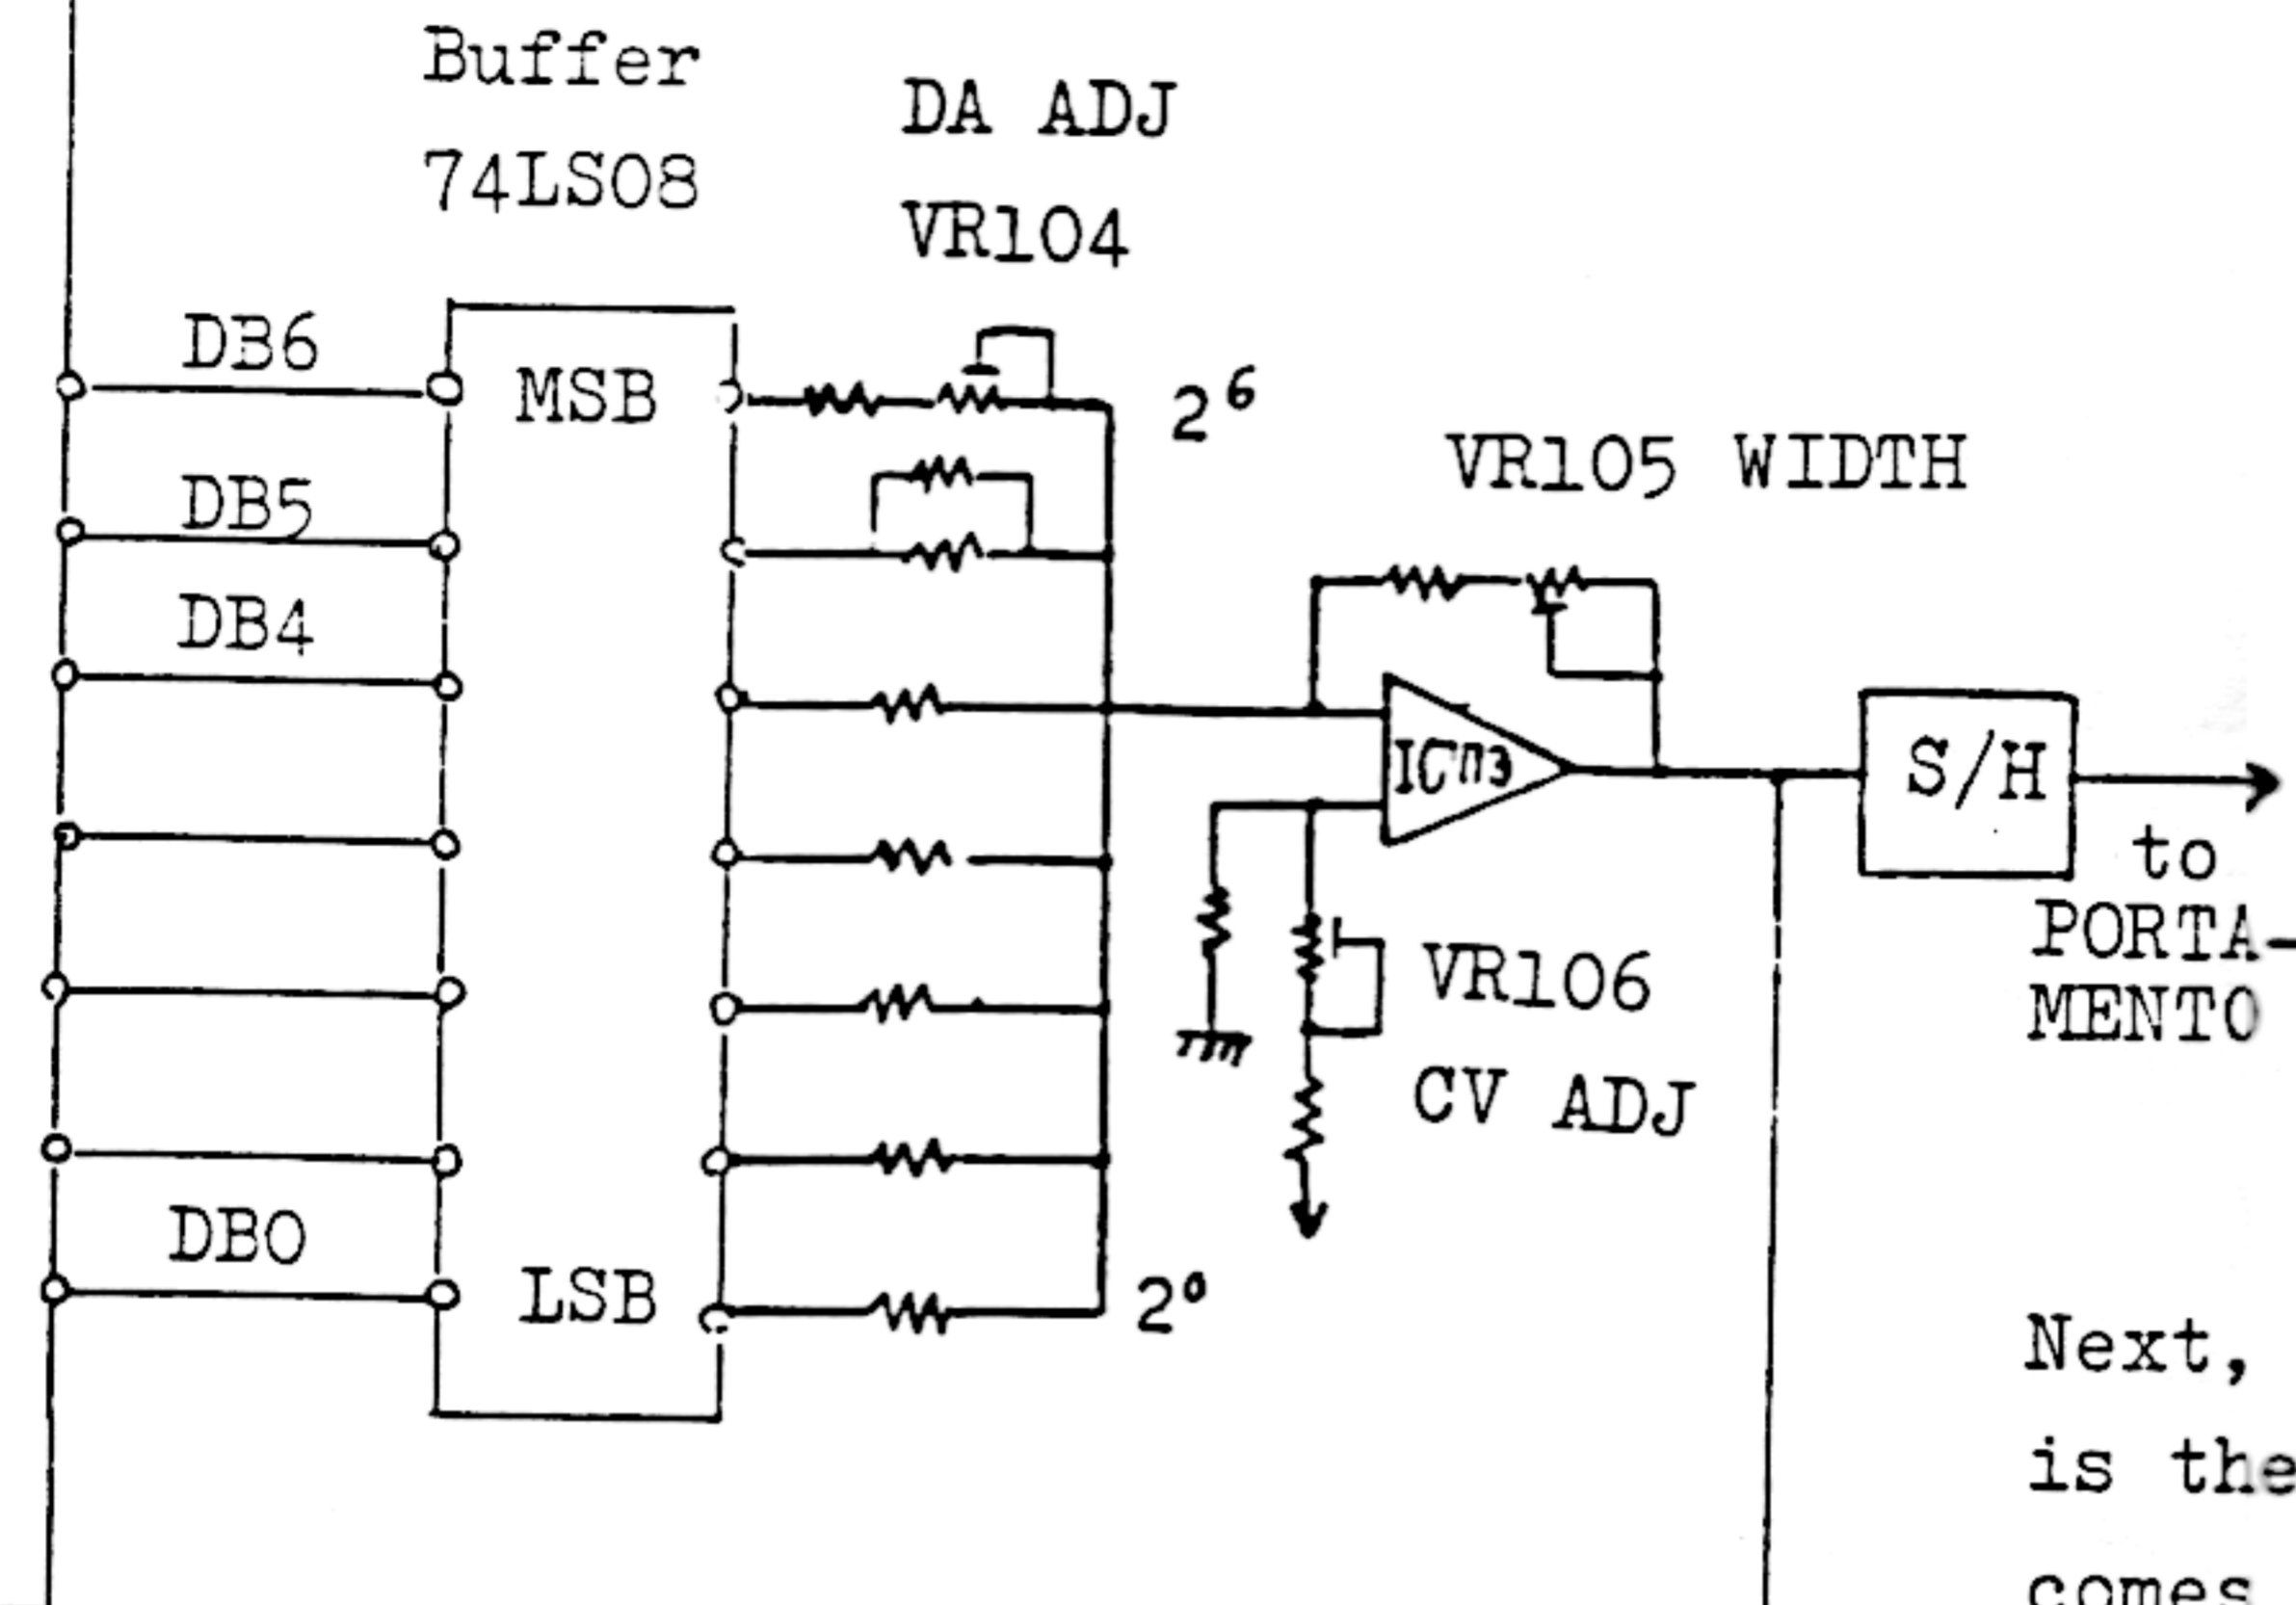 Buffer
74LS08
DA ADJ
VR104
DB6
MSB
2⁶
DB5
VR105 WIDTH
DB4
S/H
to
PORTA-
MENTO
VR106
CV ADJ
DB0
LSB
2⁰
Next,
is the
comes